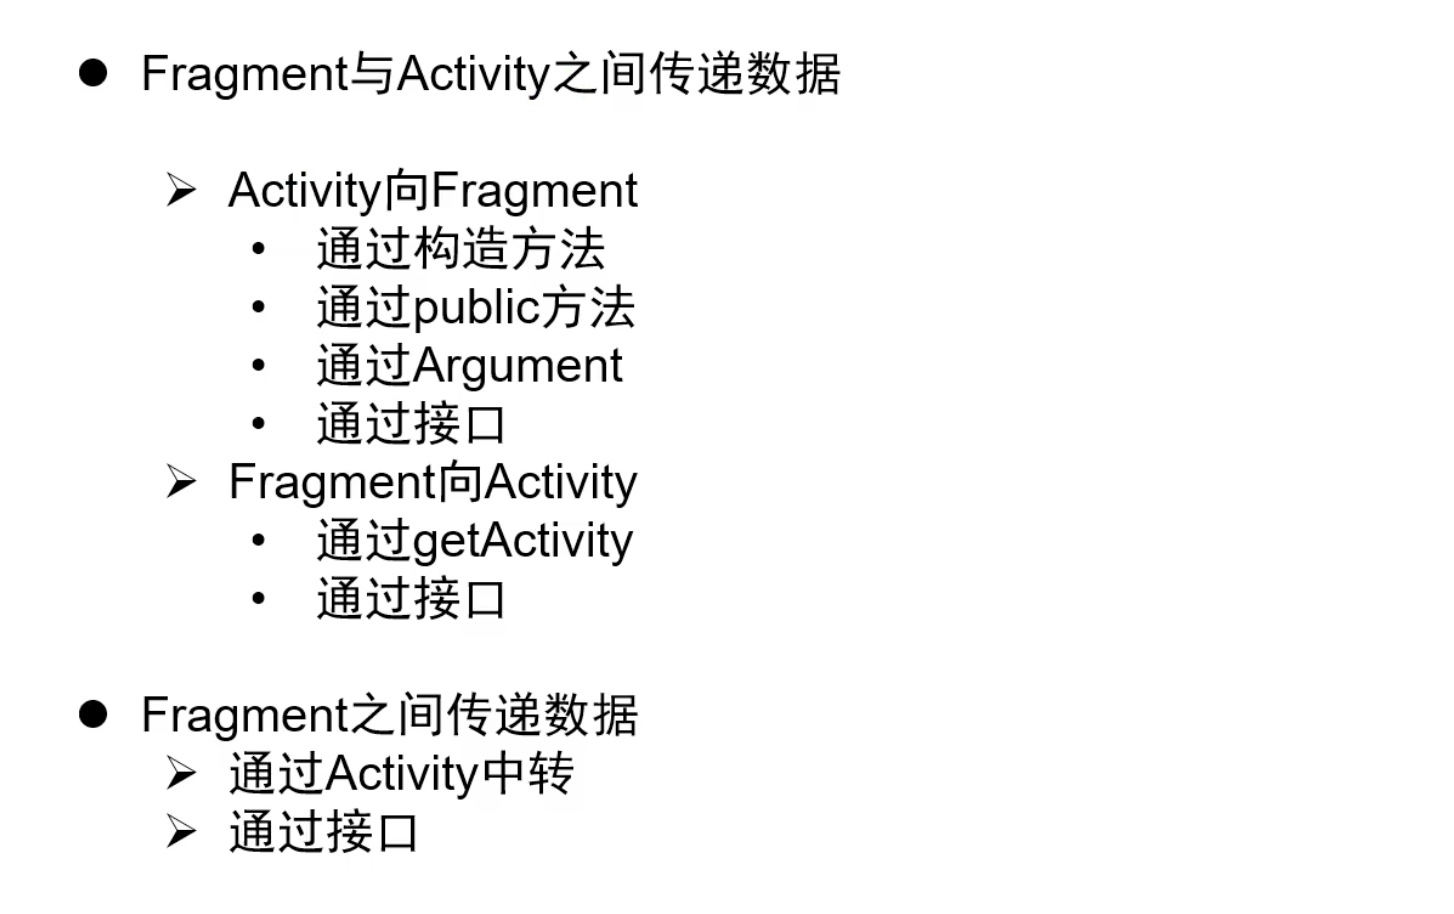 ● Fragment与Activity之间传递数据
➢ Activity向Fragment
• 通过构造方法
• 通过public方法
• 通过Argument
• 通过接口
➢ Fragment向Activity
• 通过getActivity
• 通过接口
● Fragment之间传递数据
➢ 通过Activity中转
➢ 通过接口